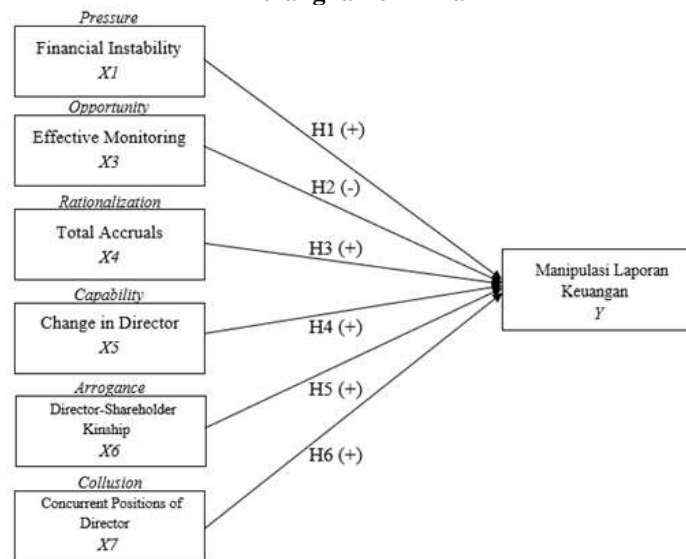 Pressure
Financial Instability
X1
Opportunity
Effective Monitoring
X3
Rationalization
Total Accruals
X4
Capability
Change in Director
X5
Arrogance
Director-Shareholder
Kinship
X6
Collusion
Concurrent Positions of
Director
X7
H1 (+)
H2 (-)
H3 (+)
H4 (+)
H5 (+)
H6 (+)
Manipulasi Laporan
Keuangan
Y